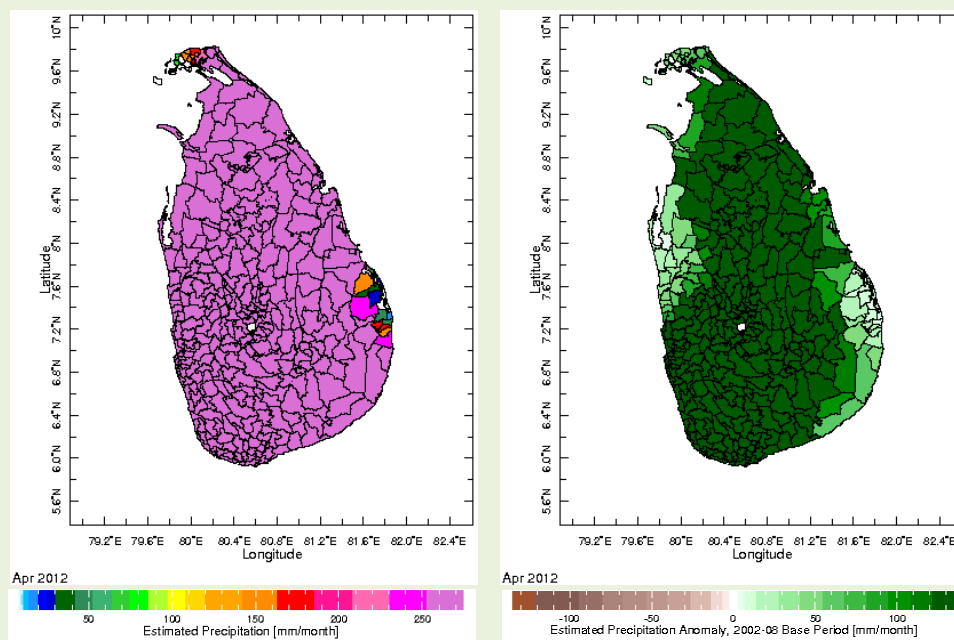 10°N
9.6°N
9.2°N
8.8°N
8.4°N
8°N
7.6°N
7.2°N
6.8°N
6.4°N
6.0°N
5.6°N
Latitude
79.2°E 79.6°E 80°E 80.4°E 80.8°E 81.2°E 81.6°E 82.0°E 82.4°E
Longitude
Apr 2012
50 100 150 200 250
Estimated Precipitation [mm/month]
10°N
9.6°N
9.2°N
8.8°N
8.4°N
8°N
7.6°N
7.2°N
6.8°N
6.4°N
6.0°N
5.6°N
Latitude
79.2°E 79.6°E 80°E 80.4°E 80.8°E 81.2°E 81.6°E 82.0°E 82.4°E
Longitude
Apr 2012
-100 -50 0 50 100
Estimated Precipitation Anomaly, 2002-08 Base Period [mm/month]